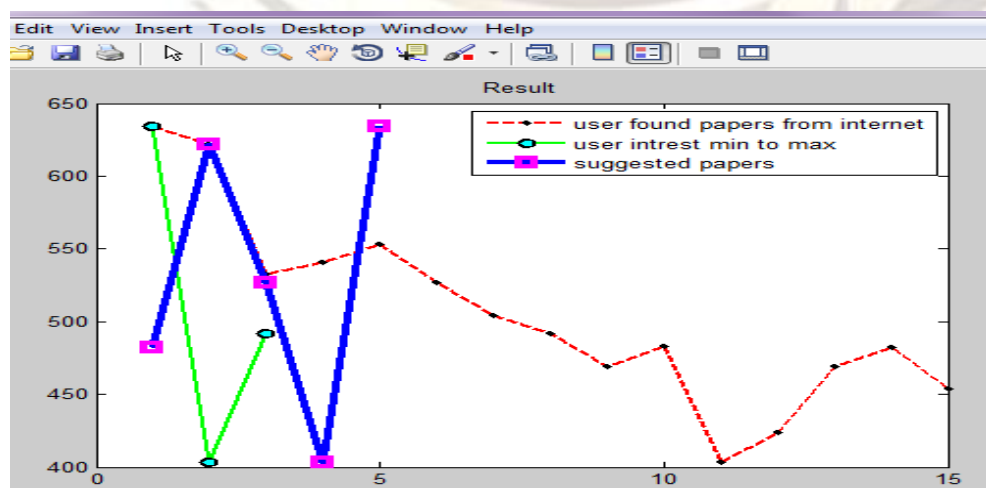 Edit View Insert Tools Desktop Window Help
Result
650
600
550
500
450
400
0 5 10 15
user found papers from internet
user intrest min to max
suggested papers